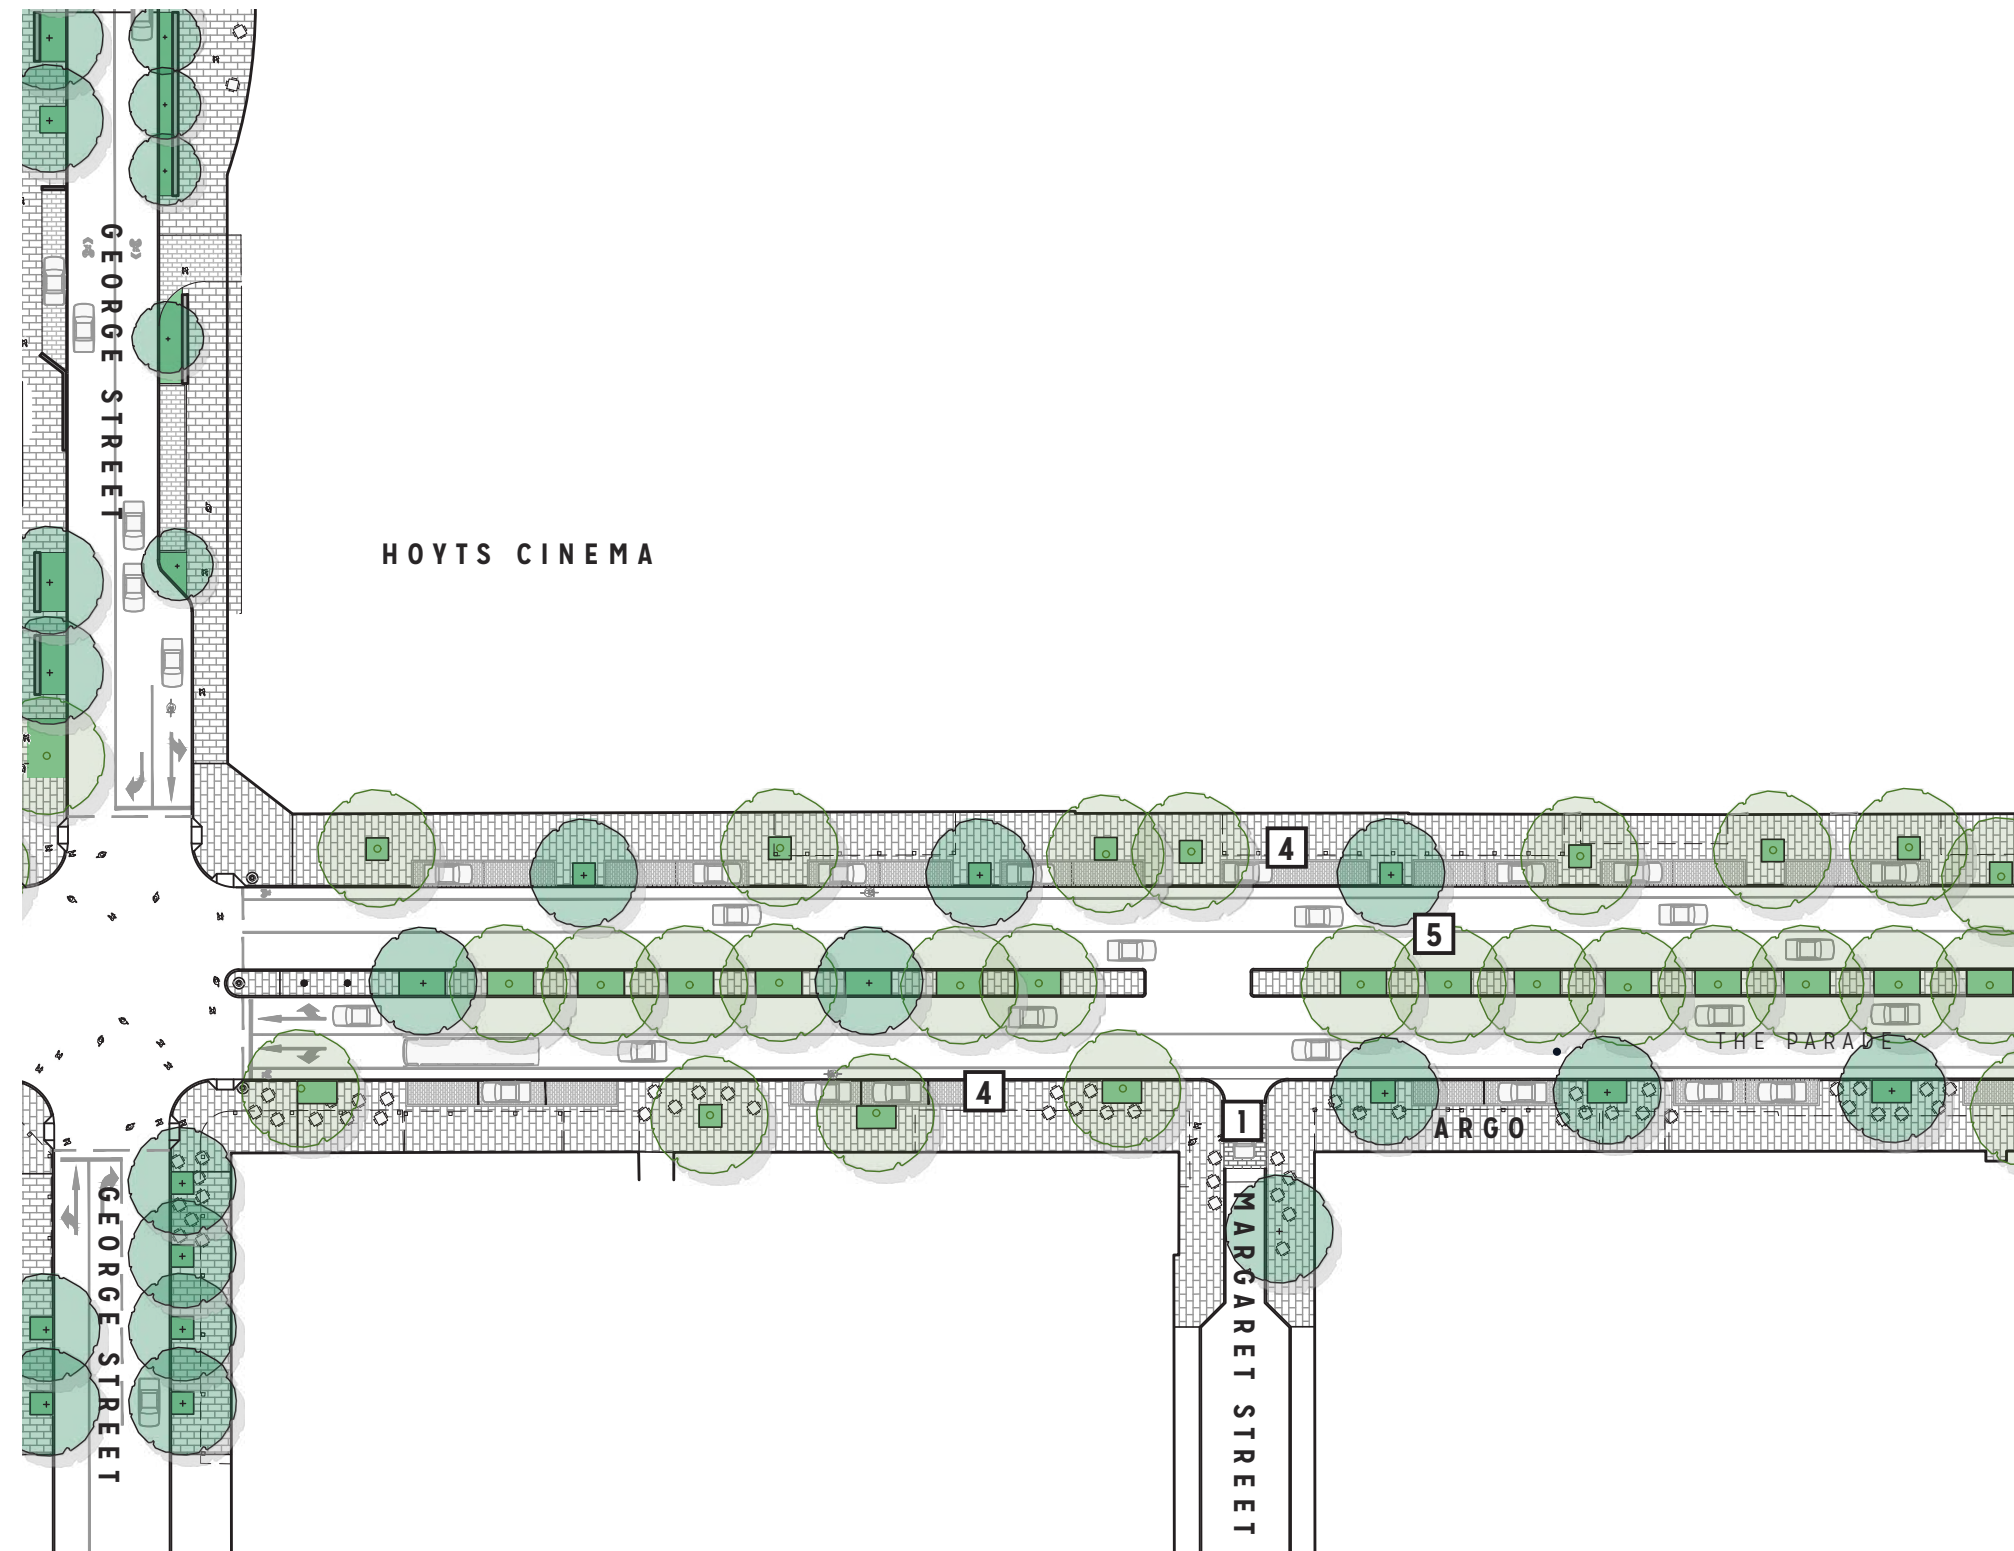 GEORGE STREET
HOYTS CINEMA
4
5
THE PARADE
4
1
ARGO
GEORGE STREET
MARGARET STREET